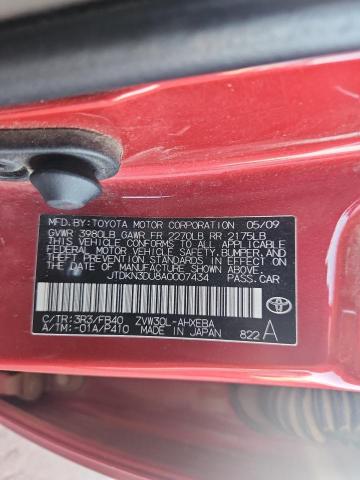 MFD.BY:TOYOTA MOTOR CORPORATION 05/09
GVWR 3980LB GAWR FR 2270LB RR 2175LB
THIS VEHICLE CONFORMS TO ALL APPLICABLE
FEDERAL MOTOR VEHICLE SAFETY, BUMPER, AND
THEFT PREVENTION STANDARDS IN EFFECT ON
THE DATE OF MANUFACTURE SHOWN ABOVE.
JTDKN3DU8A0007434 PASS.CAR
C/TR:3R3/FB40 ZVW30L-AHXEBA
A/TM:-01A/P410 MADE IN JAPAN 822 A
TOYOTA